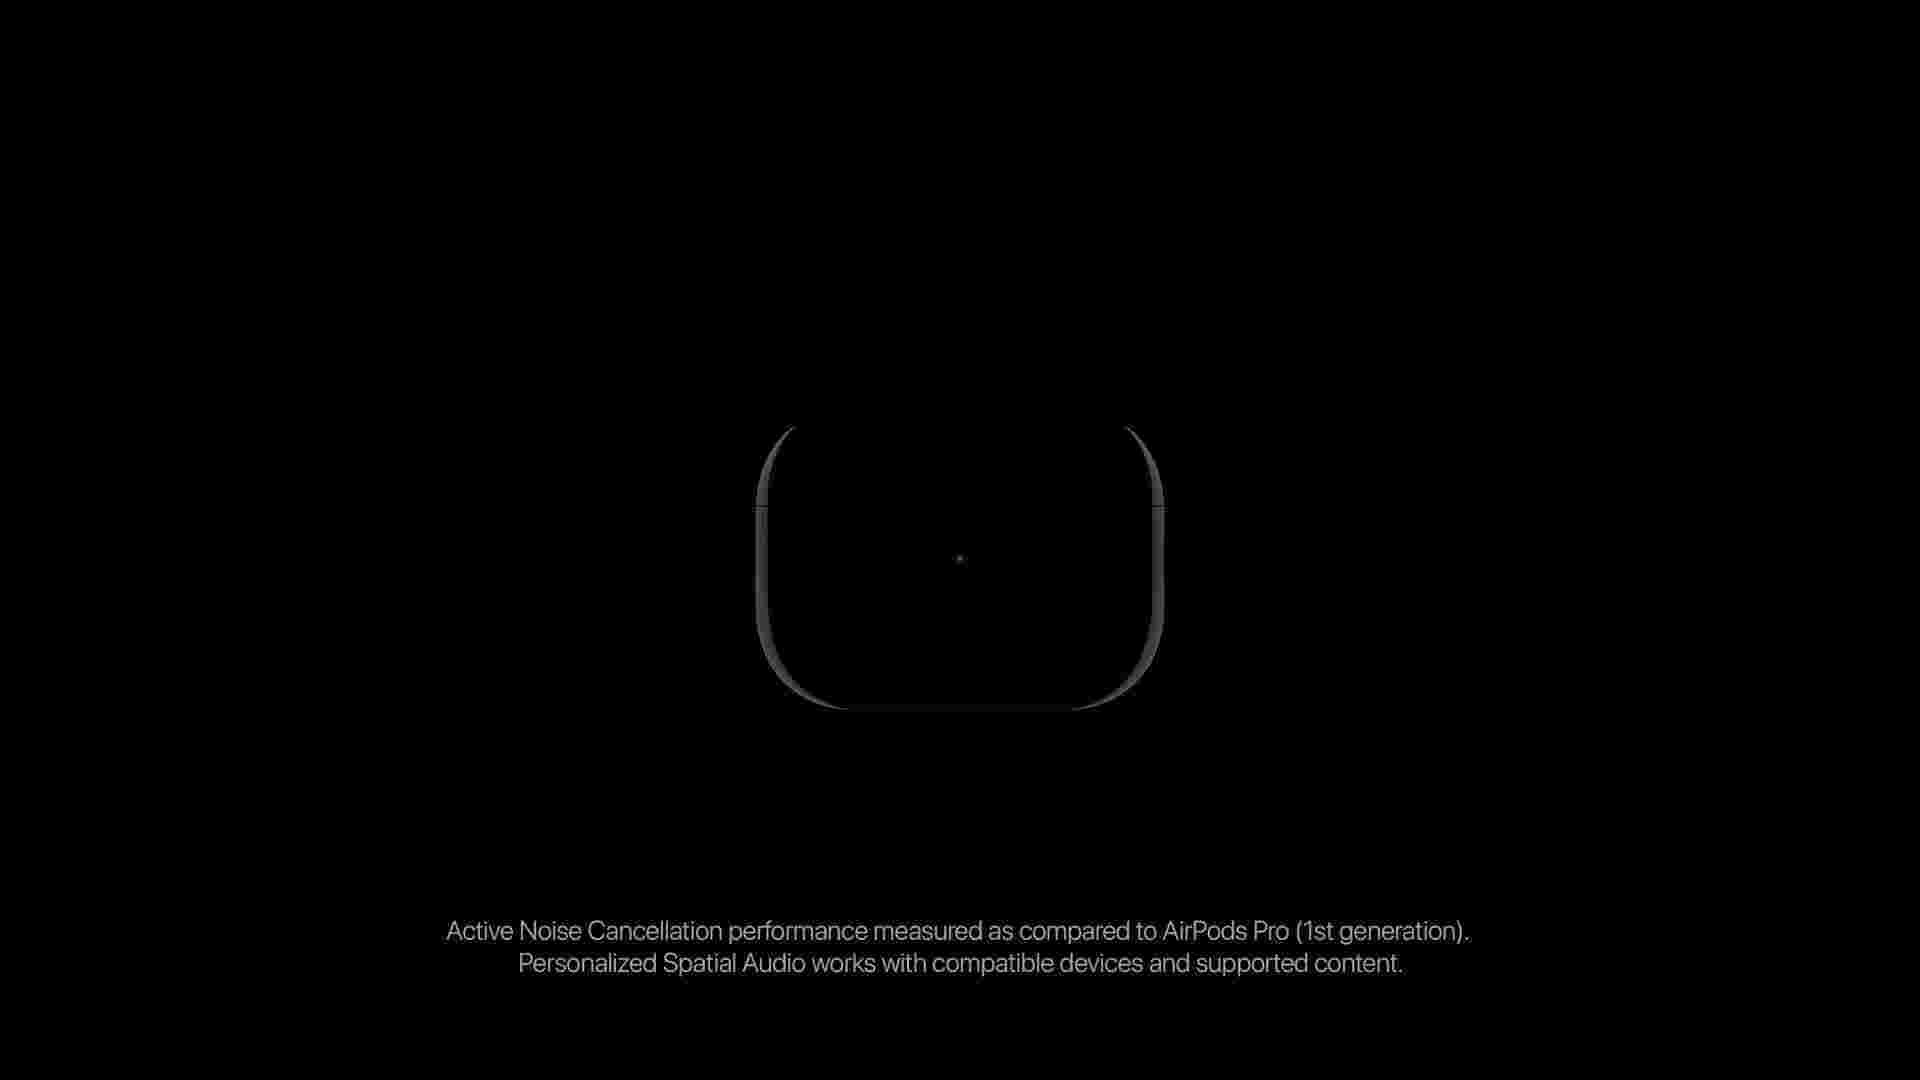 Active Noise Cancellation performance measured as compared to AirPods Pro (1st generation).
Personalized Spatial Audio works with compatible devices and supported content.